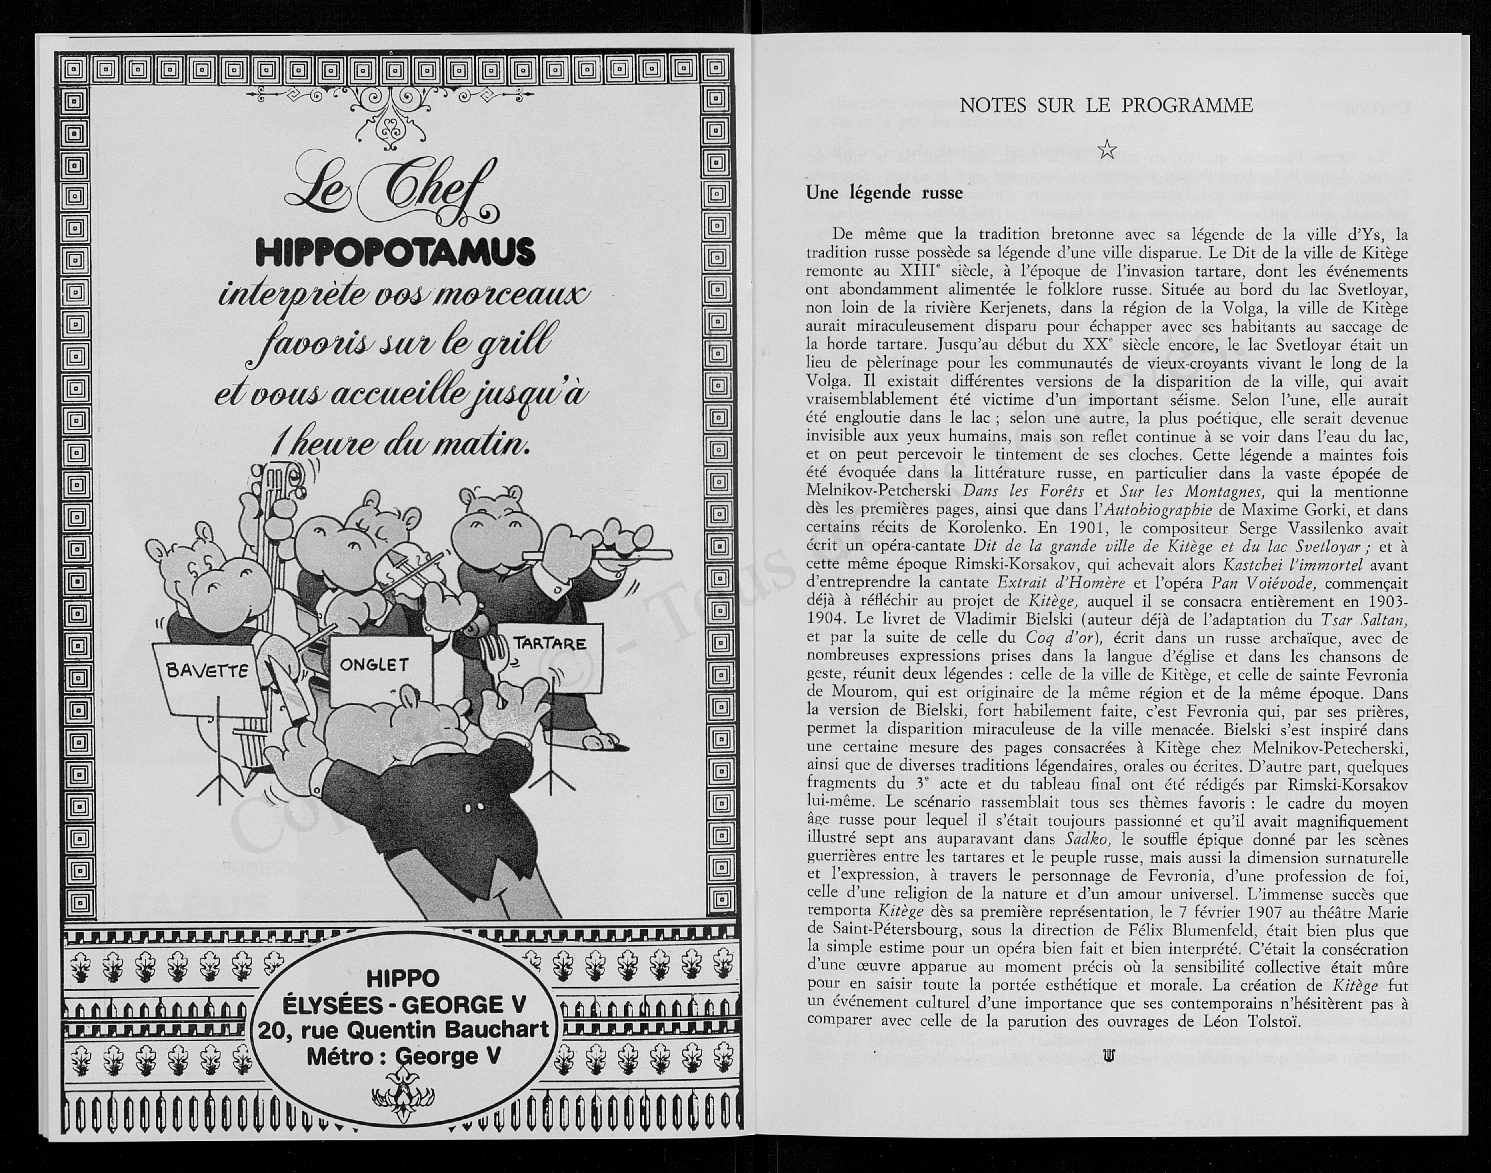 Le Chef
HIPPOPOTAMUS
interprète vos morceaux
favoris sur le grill
et vous accueille jusqu'à
1 heure du matin.
BAVETTE
ONGLET
TARTARE
HIPPO
ÉLYSÉES - GEORGE V
20, rue Quentin Bauchart
Métro : George V
NOTES SUR LE PROGRAMME
Une légende russe
De même que la tradition bretonne avec sa légende de la ville d'Ys, la
tradition russe possède sa légende d'une ville disparue. Le Dit de la ville de Kitège
remonte au XIIIe siècle, à l'époque de l'invasion tartare, dont les événements
ont abondamment alimentée le folklore russe. Située au bord du lac Svetloyar,
non loin de la rivière Kerjenets, dans la région de la Volga, la ville de Kitège
aurait miraculeusement disparu pour échapper avec ses habitants au saccage de
la horde tartare. Jusqu'au début du XXe siècle encore, le lac Svetloyar était un
lieu de pèlerinage pour les communautés de vieux-croyants vivant le long de la
Volga. Il existait différentes versions de la disparition de la ville, qui avait
vraisemblablement été victime d'un important séisme. Selon l'une, elle aurait
été engloutie dans le lac ; selon une autre, la plus poétique, elle serait devenue
invisible aux yeux humains, mais son reflet continue à se voir dans l'eau du lac,
et on peut percevoir le tintement de ses cloches. Cette légende a maintes fois
été évoquée dans la littérature russe, en particulier dans la vaste épopée de
Melnikov-Petcherski Dans les Forêts et Sur les Montagnes, qui la mentionne
dès les premières pages, ainsi que dans l'Autobiographie de Maxime Gorki, et dans
certains récits de Korolenko. En 1901, le compositeur Serge Vassilenko avait
écrit un opéra-cantate Dit de la grande ville de Kitège et du lac Svetloyar ; et à
cette même époque Rimski-Korsakov, qui achevait alors Kastchei l'immortel avant
d'entreprendre la cantate Extrait d'Homère et l'opéra Pan Voiévode, commençait
déjà à réfléchir au projet de Kitège, auquel il se consacra entièrement en 1903-
1904. Le livret de Vladimir Bielski (auteur déjà de l'adaptation du Tsar Saltan,
et par la suite de celle du Coq d'or), écrit dans un russe archaïque, avec de
nombreuses expressions prises dans la langue d'église et dans les chansons de
geste, réunit deux légendes : celle de la ville de Kitège, et celle de sainte Fevronia
de Mourom, qui est originaire de la même région et de la même époque. Dans
la version de Bielski, fort habilement faite, c'est Fevronia qui, par ses prières,
permet la disparition miraculeuse de la ville menacée. Bielski s'est inspiré dans
une certaine mesure des pages consacrées à Kitège chez Melnikov-Petecherski,
ainsi que de diverses traditions légendaires, orales ou écrites. D'autre part, quelques
fragments du 3e acte et du tableau final ont été rédigés par Rimski-Korsakov
lui-même. Le scénario rassemblait tous ses thèmes favoris : le cadre du moyen
âge russe pour lequel il s'était toujours passionné et qu'il avait magnifiquement
illustré sept ans auparavant dans Sadko, le souffle épique donné par les scènes
guerrières entre les tartares et le peuple russe, mais aussi la dimension surnaturelle
et l'expression, à travers le personnage de Fevronia, d'une profession de foi,
celle d'une religion de la nature et d'un amour universel. L'immense succès que
remporta Kitège dès sa première représentation, le 7 février 1907 au théâtre Marie
de Saint-Pétersbourg, sous la direction de Félix Blumenfeld, était bien plus que
la simple estime pour un opéra bien fait et bien interprété. C'était la consécration
d'une œuvre apparue au moment précis où la sensibilité collective était mûre
pour en saisir toute la portée esthétique et morale. La création de Kitège fut
un événement culturel d'une importance que ses contemporains n'hésitèrent pas à
comparer avec celle de la parution des ouvrages de Léon Tolstoï.